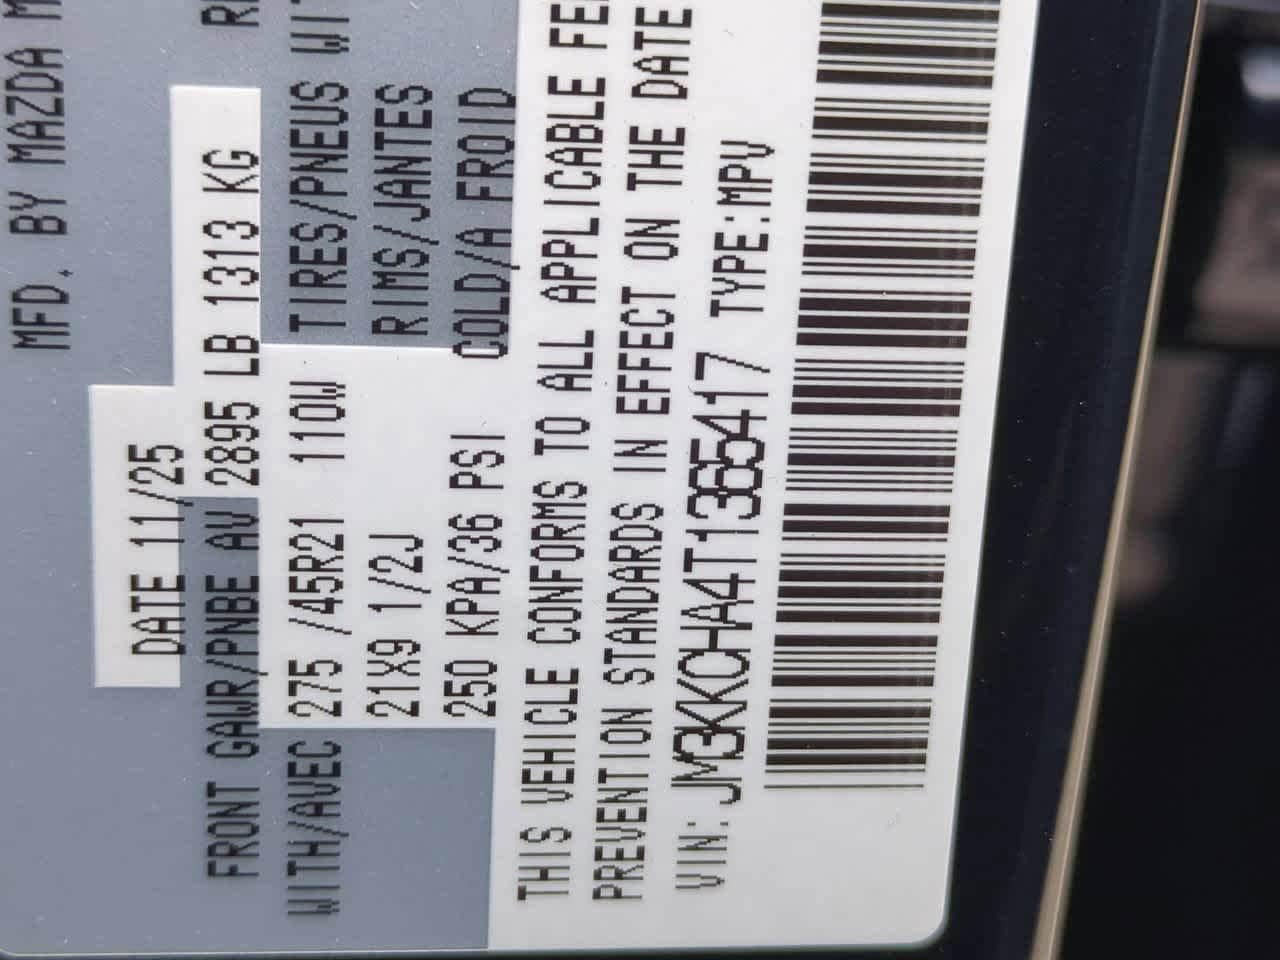 MFD. BY MAZDA M
DATE 11/25
FRONT GAWR/PNBE AV 2895 LB 1313 KG
WITH/AVEC 275 /45R21 110W TIRES/PNEUS WIT
21X9 1/2J RIMS/JANTES
250 KPA/36 PSI COLD/A FROID
THIS VEHICLE CONFORMS TO ALL APPLICABLE FE
PREVENTION STANDARDS IN EFFECT ON THE DATE
VIN: JM3KKCHA4T1365417 TYPE:MPV